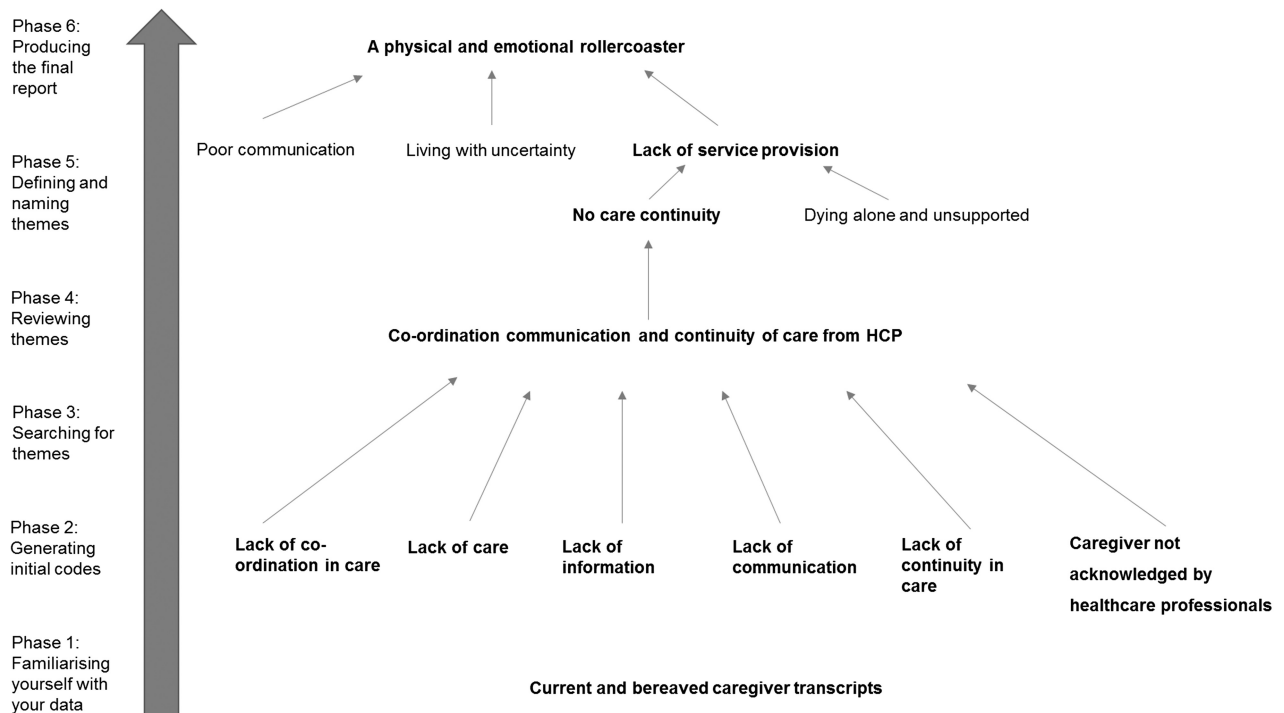 Phase 6:
Producing
the final
report
A physical and emotional rollercoaster
Poor communication
Living with uncertainty
Lack of service provision
Phase 5:
Defining and
naming
themes
No care continuity
Dying alone and unsupported
Phase 4:
Reviewing
themes
Co-ordination communication and continuity of care from HCP
Phase 3:
Searching for
themes
Phase 2:
Generating
initial codes
Lack of co-
ordination in care
Lack of care
Lack of
information
Lack of
communication
Lack of
continuity in
care
Caregiver not
acknowledged by
healthcare professionals
Phase 1:
Familiarising
yourself with
your data
Current and bereaved caregiver transcripts